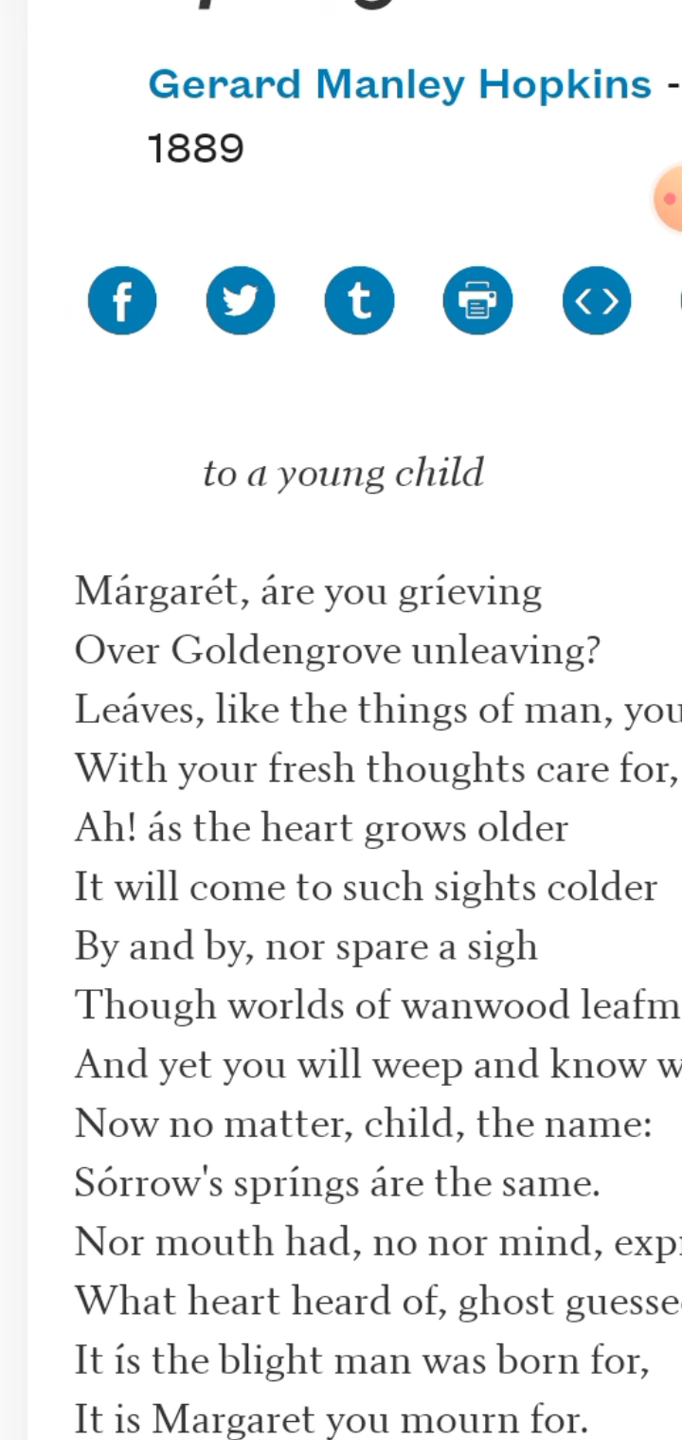 Gerard Manley Hopkins -
1889
to a young child
Márgarét, áre you gríeving
Over Goldengrove unleaving?
Leáves, like the things of man, you
With your fresh thoughts care for,
Ah! ás the heart grows older
It will come to such sights colder
By and by, nor spare a sigh
Though worlds of wanwood leafm
And yet you will weep and know w
Now no matter, child, the name:
Sórrow's spríngs áre the same.
Nor mouth had, no nor mind, expr
What heart heard of, ghost guesse
It ís the blight man was born for,
It is Margaret you mourn for.